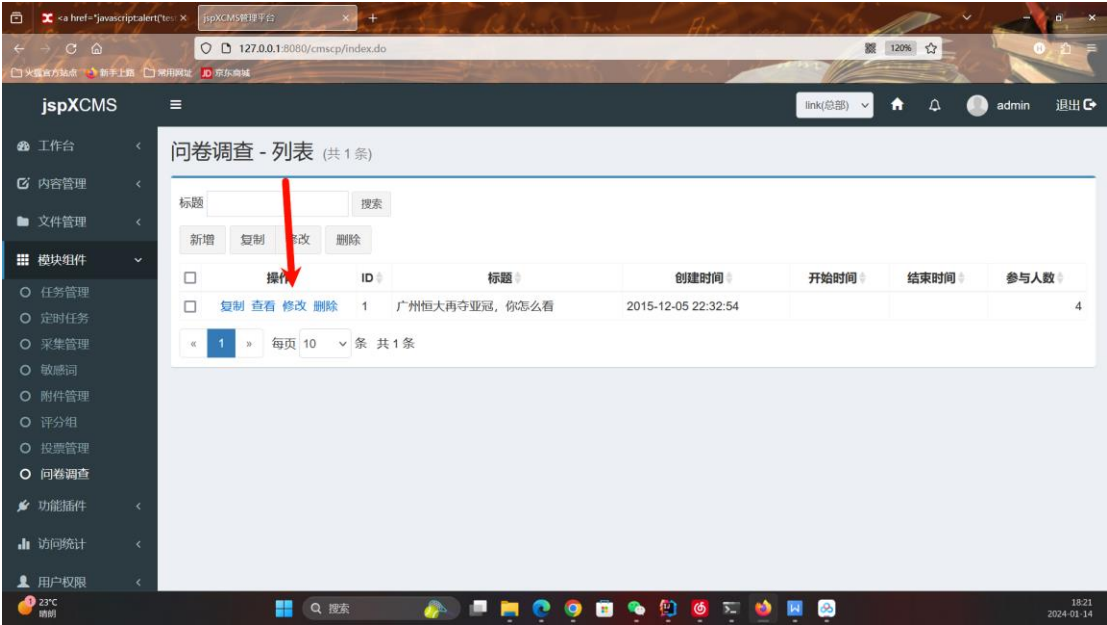 <a href="javascript:alert('tes
jspXCMS管理平台
127.0.0.1:8080/cmscp/index.do
120%
火狐官方站点 新手上路 常用网址 JD 京东商城
jspXCMS
link(总部)
admin
退出
工作台
内容管理
文件管理
模块组件
任务管理
定时任务
采集管理
敏感词
附件管理
评分组
投票管理
问卷调查
功能插件
访问统计
用户权限
问卷调查 - 列表 (共 1 条)
标题
搜索
新增 复制 修改 删除
操作 ID 标题 创建时间 开始时间 结束时间 参与人数
复制 查看 修改 删除 1 广州恒大再夺亚冠，你怎么看 2015-12-05 22:32:54 4
« 1 » 每页 10 条 共 1 条
1
23°C
晴朗
搜索
18:21
2024-01-14